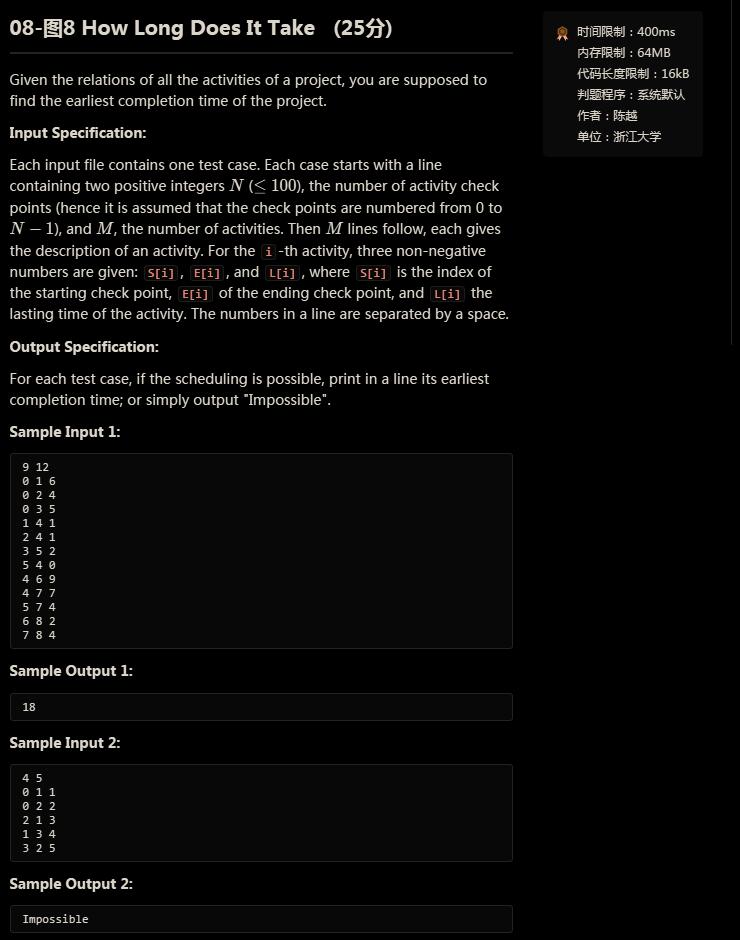 08-图8 How Long Does It Take (25分)
Given the relations of all the activities of a project, you are supposed to
find the earliest completion time of the project.
Input Specification:
Each input file contains one test case. Each case starts with a line
containing two positive integers N (≤ 100), the number of activity check
points (hence it is assumed that the check points are numbered from 0 to
N − 1), and M, the number of activities. Then M lines follow, each gives
the description of an activity. For the i -th activity, three non-negative
numbers are given: S[i] , E[i] , and L[i] , where S[i] is the index of
the starting check point, E[i] of the ending check point, and L[i] the
lasting time of the activity. The numbers in a line are separated by a space.
Output Specification:
For each test case, if the scheduling is possible, print in a line its earliest
completion time; or simply output "Impossible".
Sample Input 1:
9 12
0 1 6
0 2 4
0 3 5
1 4 1
2 4 1
3 5 2
5 4 0
4 6 9
4 7 7
5 7 4
6 8 2
7 8 4
Sample Output 1:
18
Sample Input 2:
4 5
0 1 1
0 2 2
2 1 3
1 3 4
3 2 5
Sample Output 2:
Impossible
时间限制：400ms
内存限制：64MB
代码长度限制：16kB
判题程序：系统默认
作者：陈越
单位：浙江大学